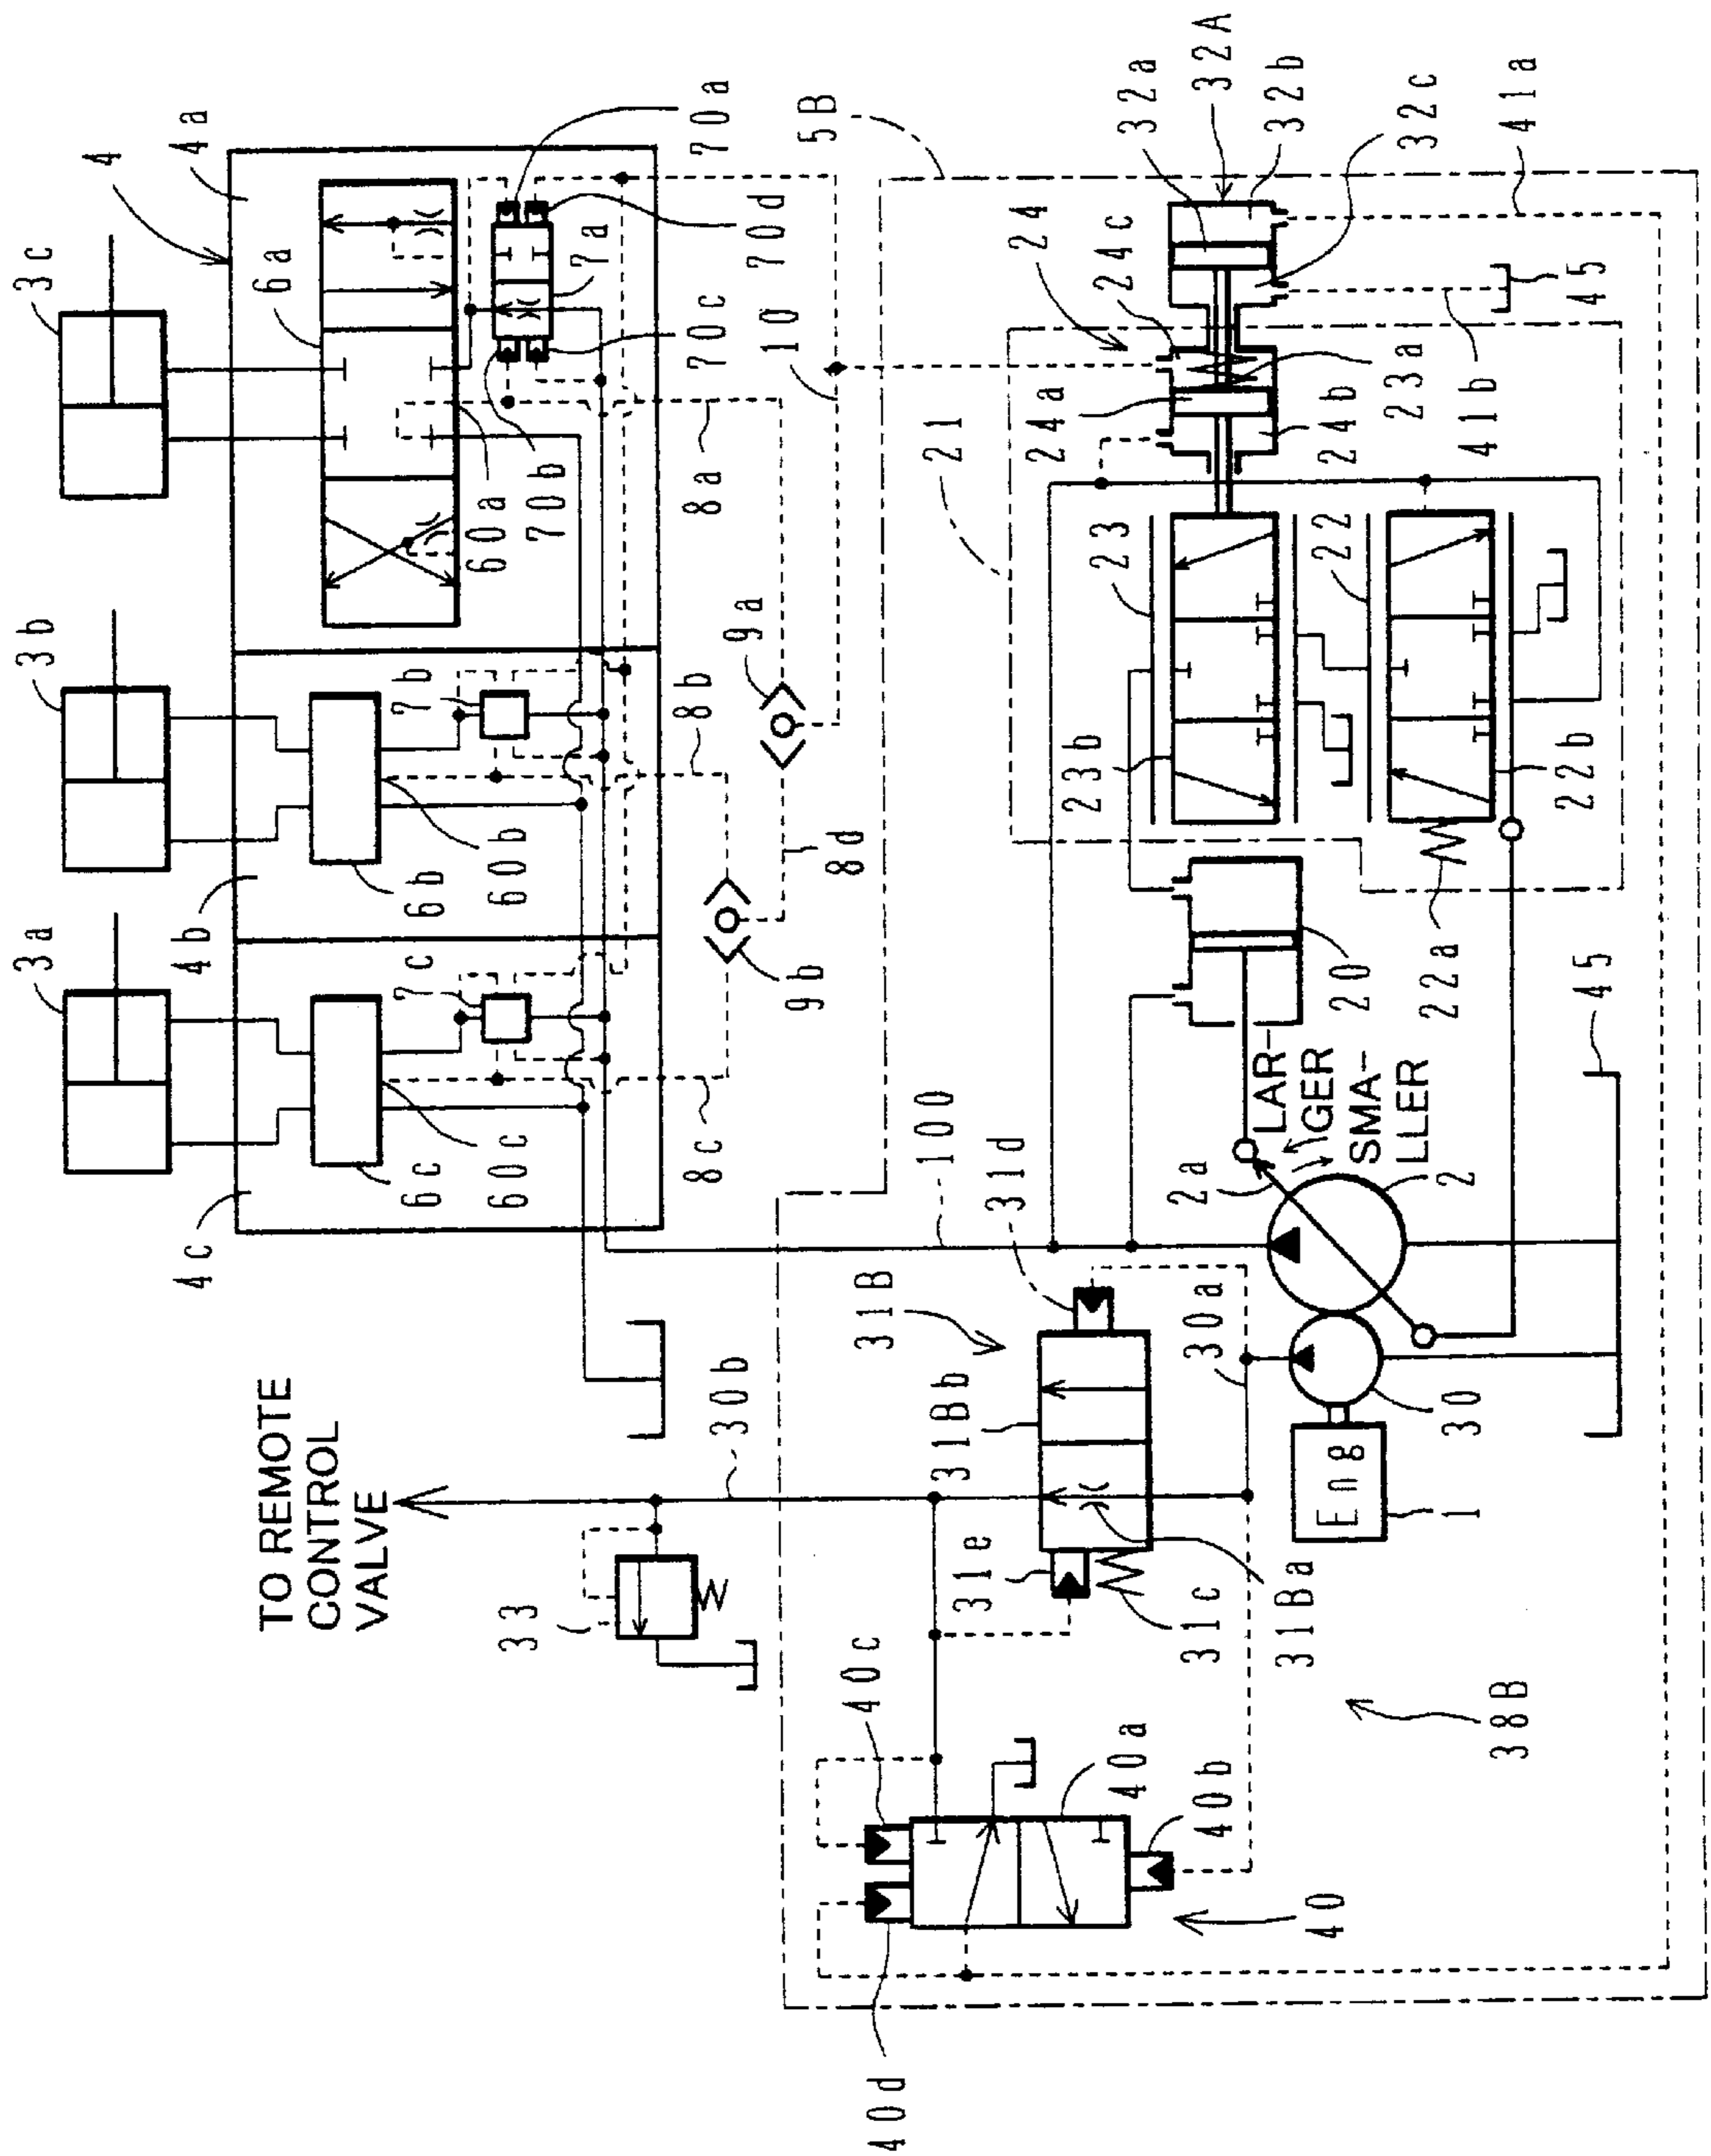 3c
4
4a
6a
70a
70d
7a
70c
70b
60a
8a
10
5B
3b
7b
8b
9a
60b
6b
4b
8d
3a
7c
9b
60c
6c
4c
8c
32A
32a
32b
32c
41a
24
24c
24a
24b
23a
41b
45
21
23
22
23b
22b
22a
20
45
LAR-
GER
SMA-
LLER
2a
2
100
31d
31B
30a
30
31Bb
Eng
1
30b
TO REMOTE
CONTROL
VALVE
33
31e
31c
31Ba
38B
40c
40a
40b
40
40d